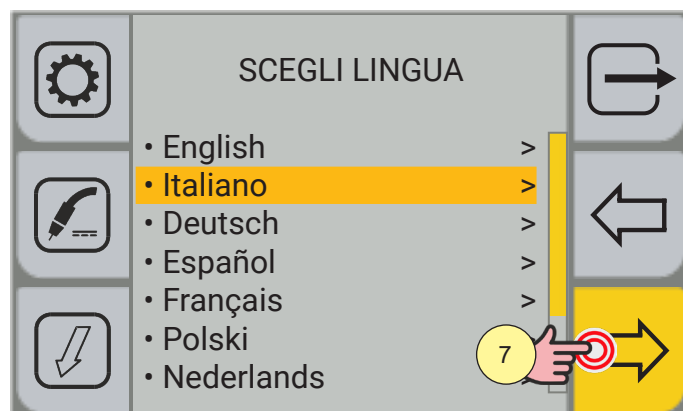 SCEGLI LINGUA
• English >
• Italiano >
• Deutsch >
• Español >
• Français >
• Polski
• Nederlands >
7